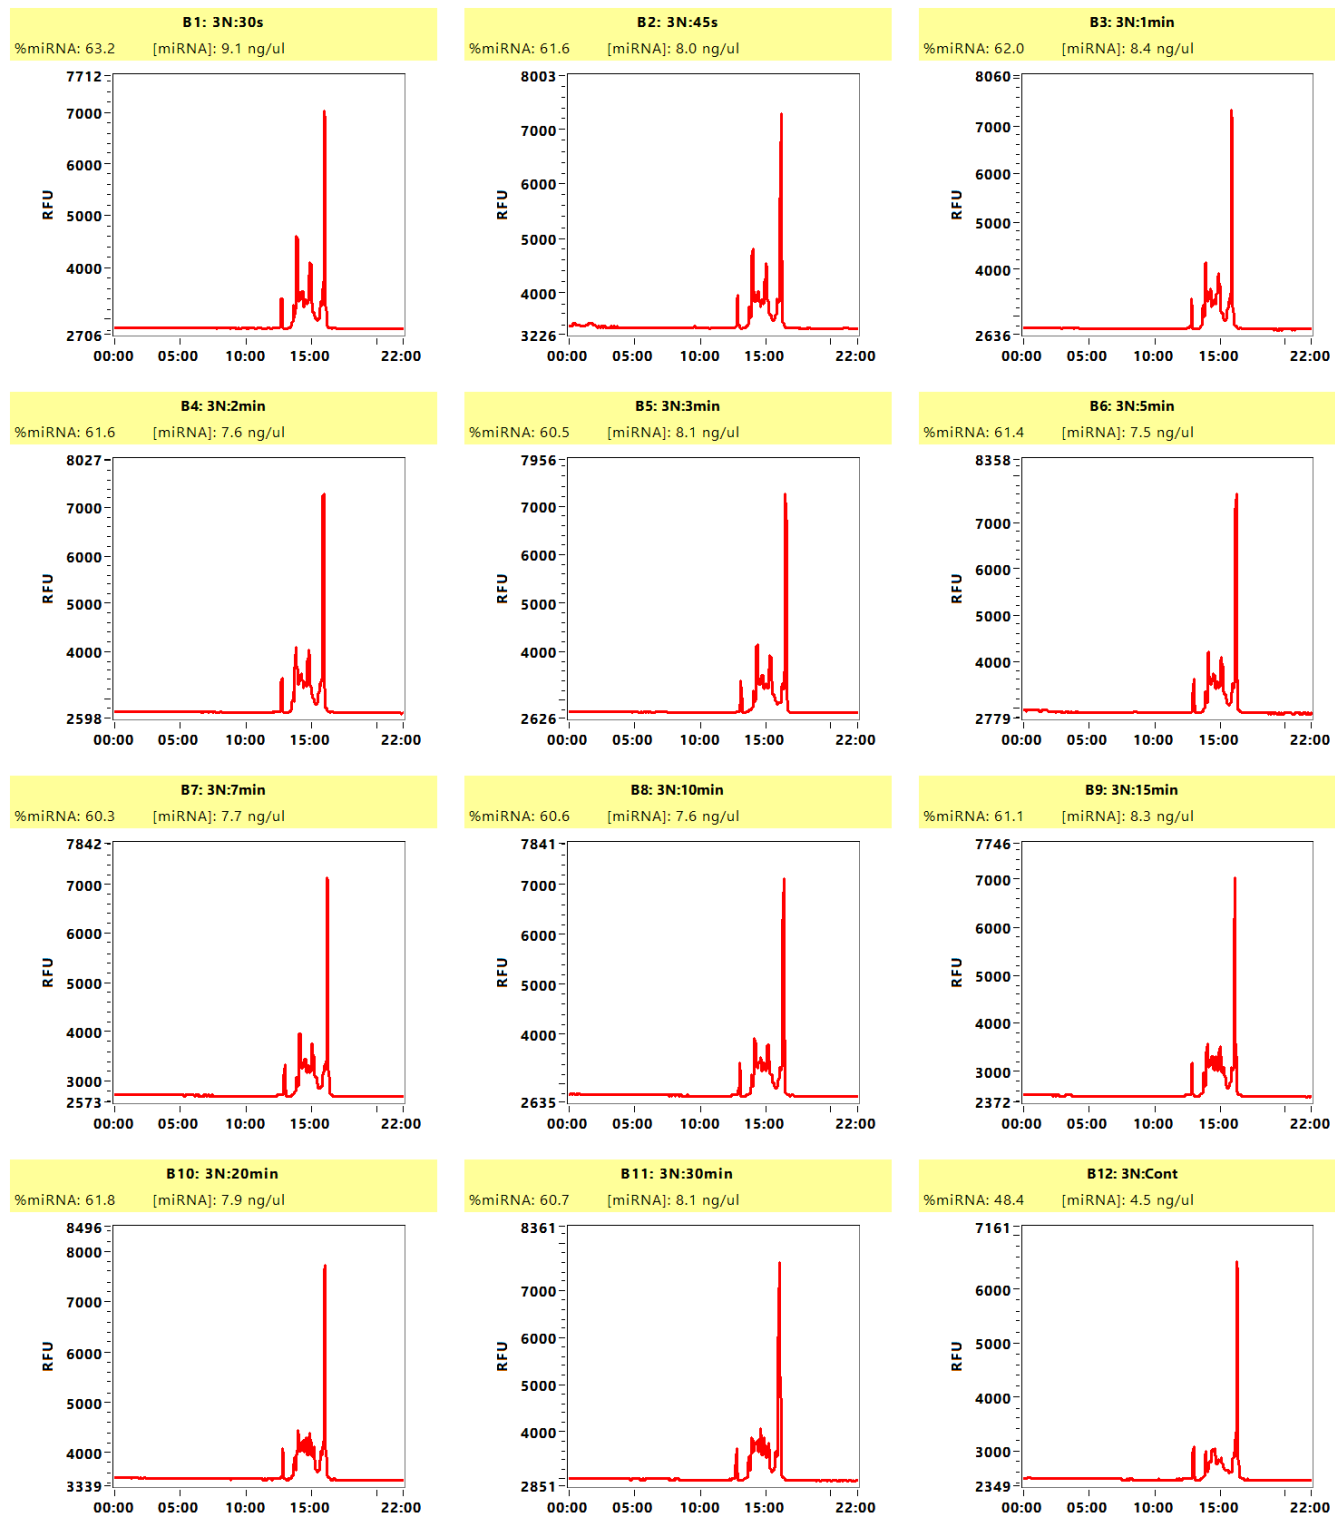 B1: 3N:30s
%miRNA: 63.2 [miRNA]: 9.1 ng/ul
7712
7000
6000
5000
4000
2706
RFU
00:00 05:00 10:00 15:00 22:00
B2: 3N:45s
%miRNA: 61.6 [miRNA]: 8.0 ng/ul
8003
7000
6000
5000
4000
3226
RFU
00:00 05:00 10:00 15:00 22:00
B3: 3N:1min
%miRNA: 62.0 [miRNA]: 8.4 ng/ul
8060
7000
6000
5000
4000
2636
RFU
00:00 05:00 10:00 15:00 22:00
B4: 3N:2min
%miRNA: 61.6 [miRNA]: 7.6 ng/ul
8027
7000
6000
5000
4000
2598
RFU
00:00 05:00 10:00 15:00 22:00
B5: 3N:3min
%miRNA: 60.5 [miRNA]: 8.1 ng/ul
7956
7000
6000
5000
4000
2626
RFU
00:00 05:00 10:00 15:00 22:00
B6: 3N:5min
%miRNA: 61.4 [miRNA]: 7.5 ng/ul
8358
7000
6000
5000
4000
2779
RFU
00:00 05:00 10:00 15:00 22:00
B7: 3N:7min
%miRNA: 60.3 [miRNA]: 7.7 ng/ul
7842
7000
6000
5000
4000
3000
2573
RFU
00:00 05:00 10:00 15:00 22:00
B8: 3N:10min
%miRNA: 60.6 [miRNA]: 7.6 ng/ul
7841
7000
6000
5000
4000
2635
RFU
00:00 05:00 10:00 15:00 22:00
B9: 3N:15min
%miRNA: 61.1 [miRNA]: 8.3 ng/ul
7746
7000
6000
5000
4000
3000
2372
RFU
00:00 05:00 10:00 15:00 22:00
B10: 3N:20min
%miRNA: 61.8 [miRNA]: 7.9 ng/ul
8496
8000
7000
6000
5000
4000
3339
RFU
00:00 05:00 10:00 15:00 22:00
B11: 3N:30min
%miRNA: 60.7 [miRNA]: 8.1 ng/ul
8361
7000
6000
5000
4000
2851
RFU
00:00 05:00 10:00 15:00 22:00
B12: 3N:Cont
%miRNA: 48.4 [miRNA]: 4.5 ng/ul
7161
6000
5000
4000
3000
2349
RFU
00:00 05:00 10:00 15:00 22:00